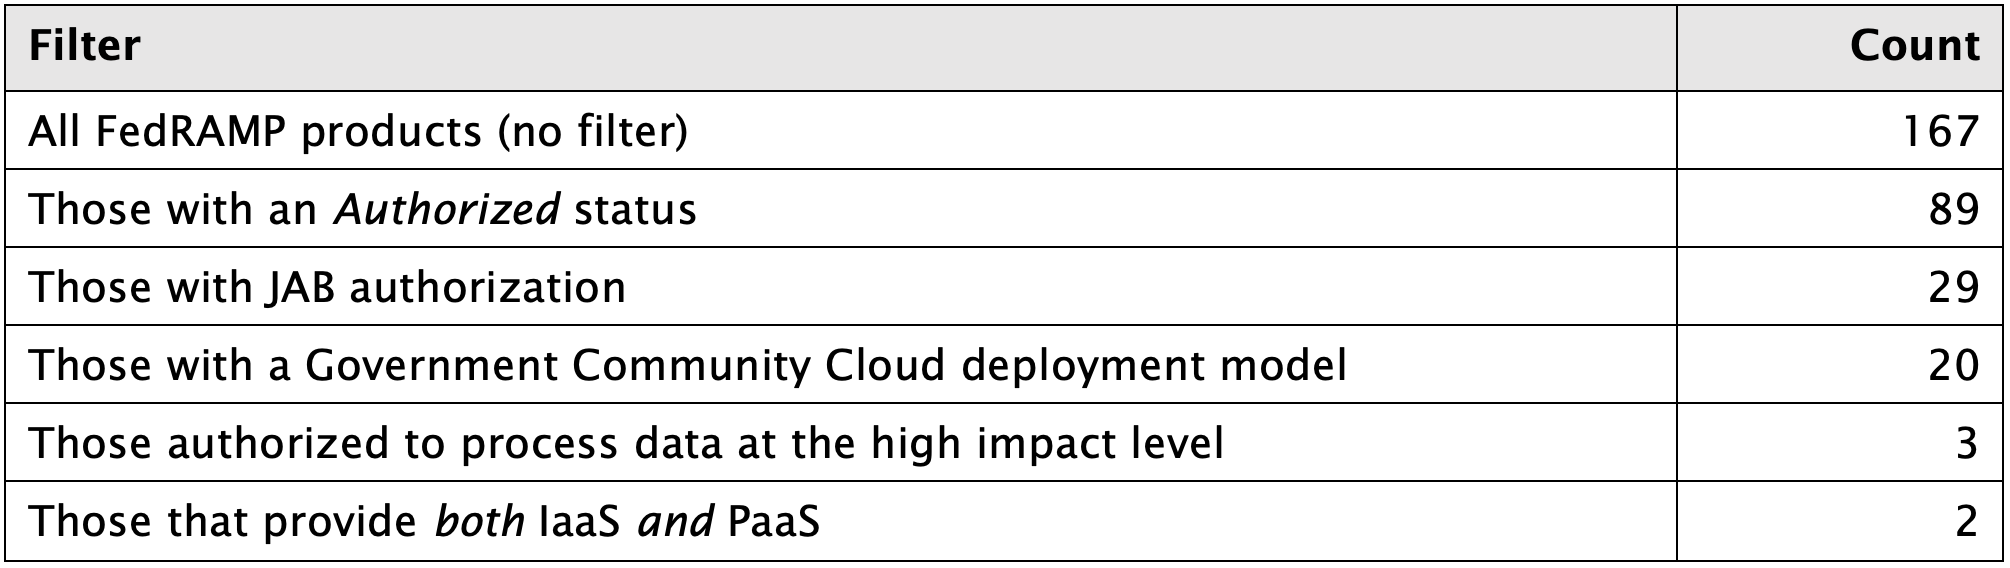 Filter Count
All FedRAMP products (no filter) 167
Those with an Authorized status 89
Those with JAB authorization 29
Those with a Government Community Cloud deployment model 20
Those authorized to process data at the high impact level 3
Those that provide both IaaS and PaaS 2